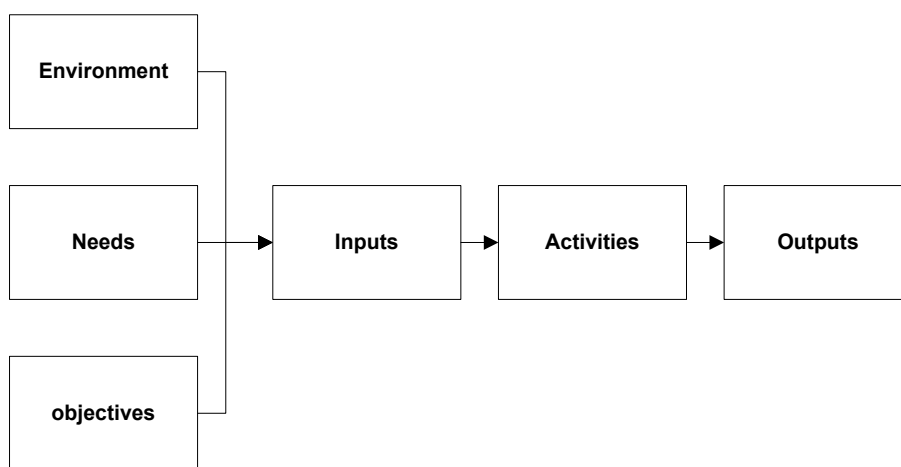 Environment
Needs
Inputs
Activities
Outputs
objectives